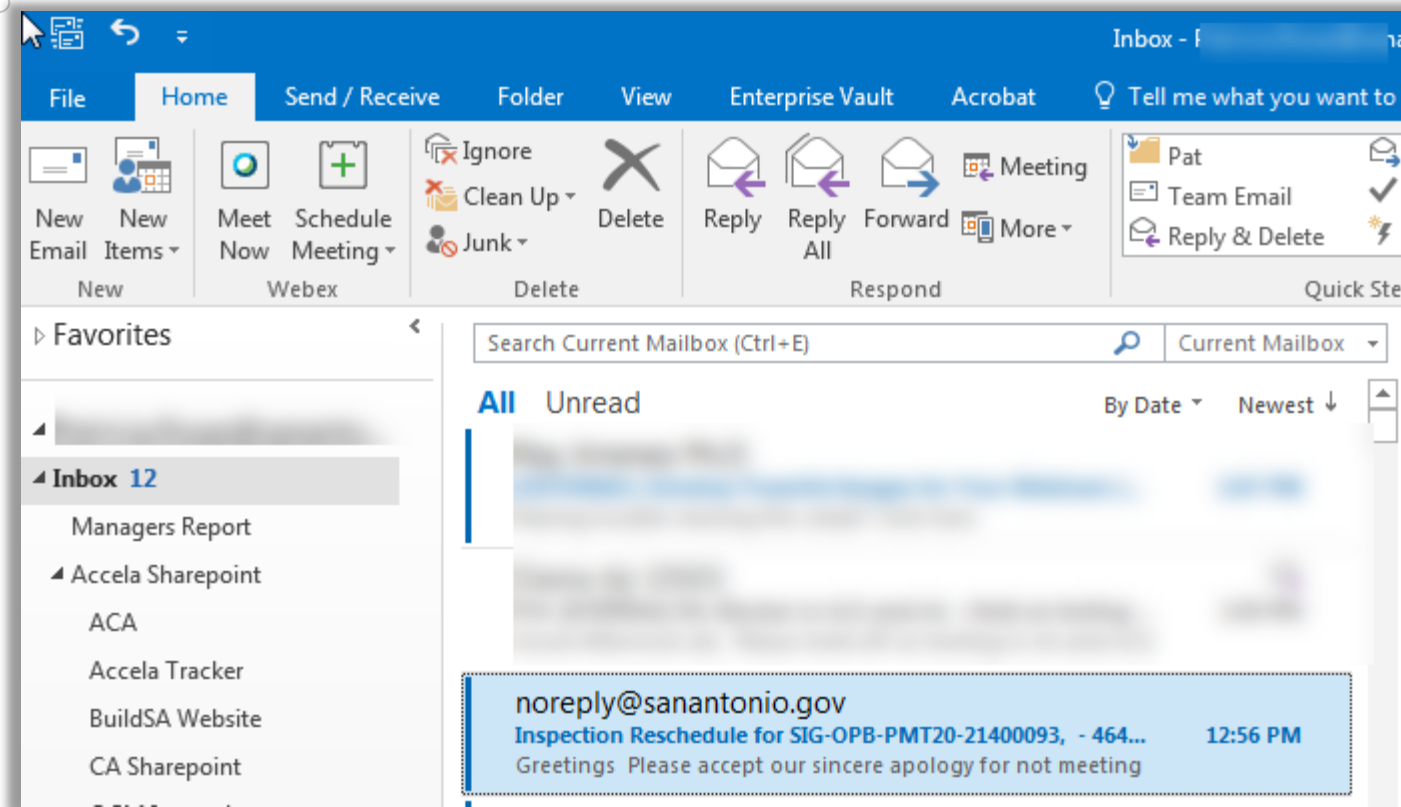 Inbox -
File Home Send / Receive Folder View Enterprise Vault Acrobat Tell me what you want to
New Email
New Items
New
Meet Now
Schedule Meeting
Webex
Ignore
Clean Up
Junk
Delete
Delete
Reply
Reply All
Forward
Meeting
More
Respond
Pat
Team Email
Reply & Delete
Quick Ste
Favorites
Inbox 12
Managers Report
Accela Sharepoint
ACA
Accela Tracker
BuildSA Website
CA Sharepoint
Search Current Mailbox (Ctrl+E) Current Mailbox
All Unread By Date Newest
noreply@sanantonio.gov
Inspection Reschedule for SIG-OPB-PMT20-21400093, - 464... 12:56 PM
Greetings Please accept our sincere apology for not meeting